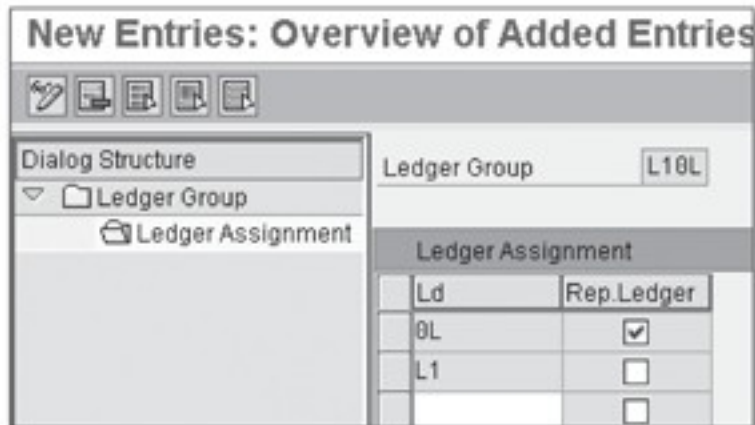 New Entries: Overview of Added Entries
Dialog Structure
Ledger Group
Ledger Assignment
Ledger Group L10L
Ledger Assignment
Ld Rep.Ledger
0L
L1